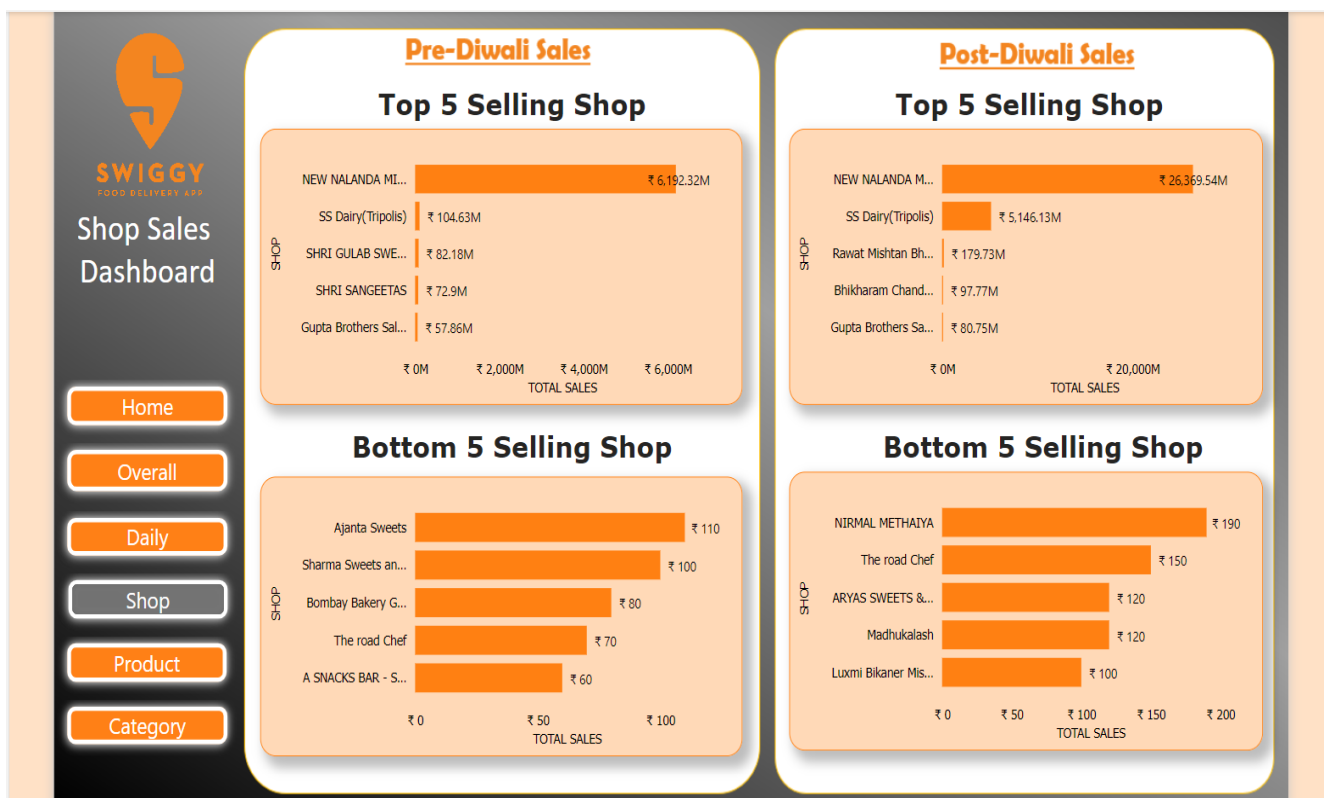 SWIGGY
FOOD DELIVERY APP
Shop Sales
Dashboard
Home
Overall
Daily
Shop
Product
Category
Pre-Diwali Sales
Top 5 Selling Shop
SHOP
NEW NALANDA MI... ₹ 6,192.32M
SS Dairy(Tripolis) ₹ 104.63M
SHRI GULAB SWE... ₹ 82.18M
SHRI SANGEETAS ₹ 72.9M
Gupta Brothers Sal... ₹ 57.86M
₹ 0M ₹ 2,000M ₹ 4,000M ₹ 6,000M
TOTAL SALES
Bottom 5 Selling Shop
SHOP
Ajanta Sweets ₹ 110
Sharma Sweets an... ₹ 100
Bombay Bakery G... ₹ 80
The road Chef ₹ 70
A SNACKS BAR - S... ₹ 60
₹ 0 ₹ 50 ₹ 100
TOTAL SALES
Post-Diwali Sales
Top 5 Selling Shop
SHOP
NEW NALANDA M... ₹ 26,369.54M
SS Dairy(Tripolis) ₹ 5,146.13M
Rawat Mishtan Bh... ₹ 179.73M
Bhikharam Chand... ₹ 97.77M
Gupta Brothers Sa... ₹ 80.75M
₹ 0M ₹ 20,000M
TOTAL SALES
Bottom 5 Selling Shop
SHOP
NIRMAL METHAIYA ₹ 190
The road Chef ₹ 150
ARYAS SWEETS &... ₹ 120
Madhukalash ₹ 120
Luxmi Bikaner Mis... ₹ 100
₹ 0 ₹ 50 ₹ 100 ₹ 150 ₹ 200
TOTAL SALES